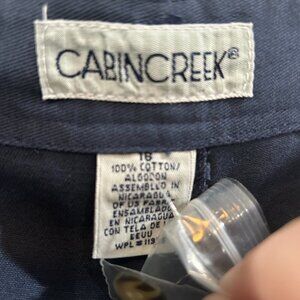 CABINCREEK®
16
100% COTTON/
ALGODON
ASSEMBLED IN
NICARAGUA
OF US FABRIC
ENSAMBLADO
EN NICARAGUA
CON TELA DE
EEUU
WPL #113